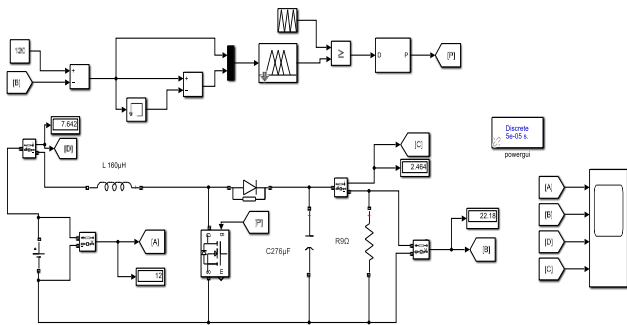 120
[B]
≥
D
P
[P]
7.642
[D]
L 160μH
[C]
2.464
Discrete
5e-05 s.
powergui
[P]
C276μF
R9Ω
22.18
[B]
[A]
12
[A]
[B]
[D]
[C]